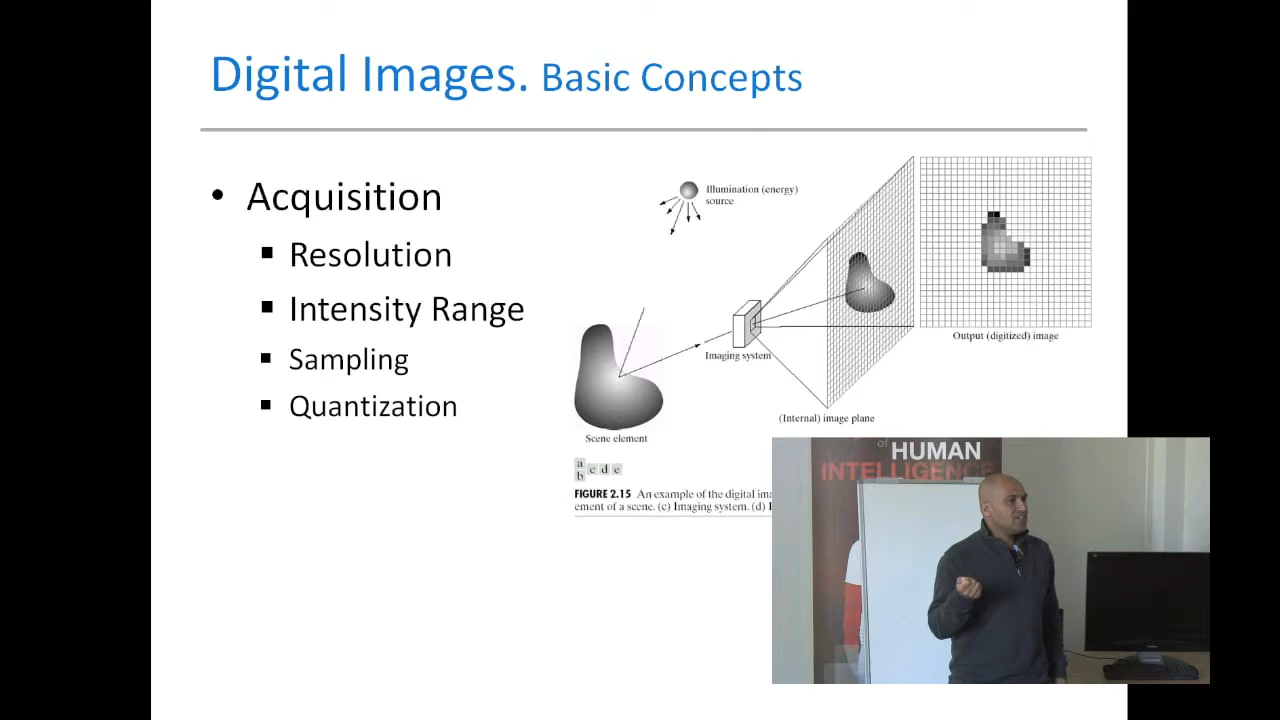 Digital Images. Basic Concepts
• Acquisition
▪ Resolution
▪ Intensity Range
▪ Sampling
▪ Quantization
Illumination (energy)
source
Output (digitized) image
Imaging system
(Internal) image plane
Scene element
a
b
c d e
FIGURE 2.15 An example of the digital
ement of a scene. (c) Imaging system. (d)
of HUMAN
INTELLIGENCE